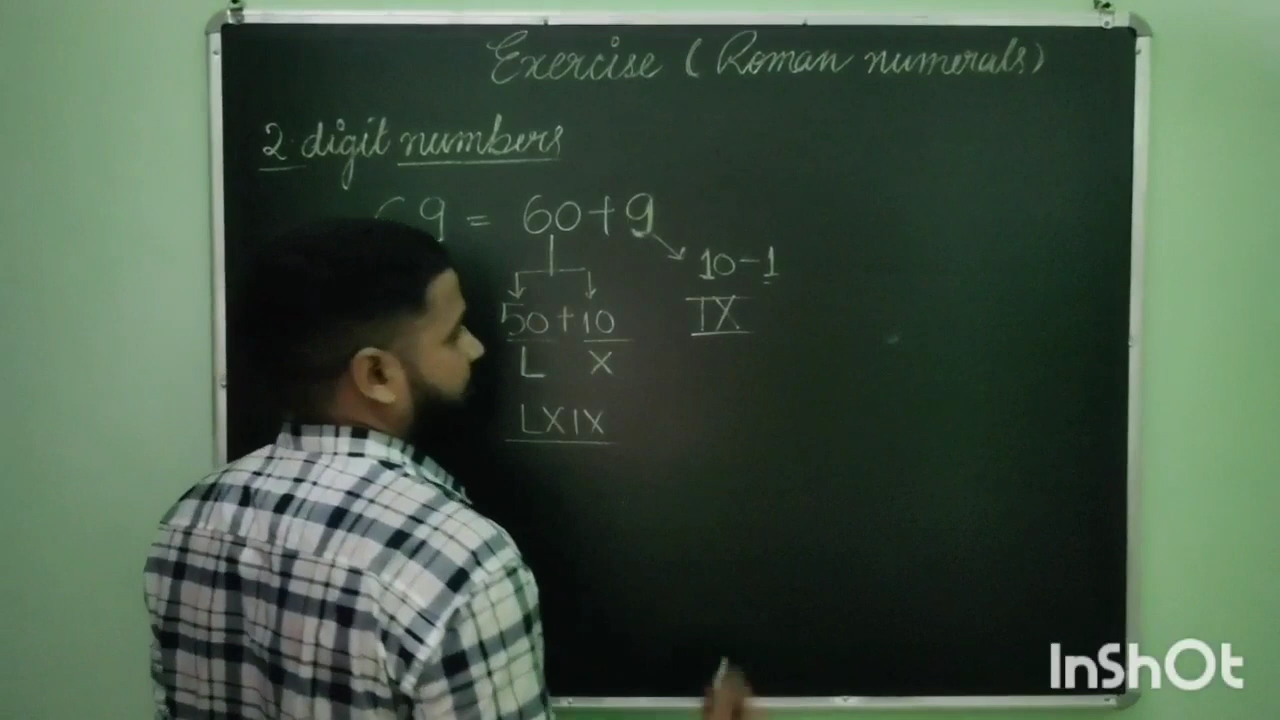 Exercise (Roman numerals)
2 digit numbers
69 = 60+9
10-1
50+10
IX
L X
LXIX
InShOt